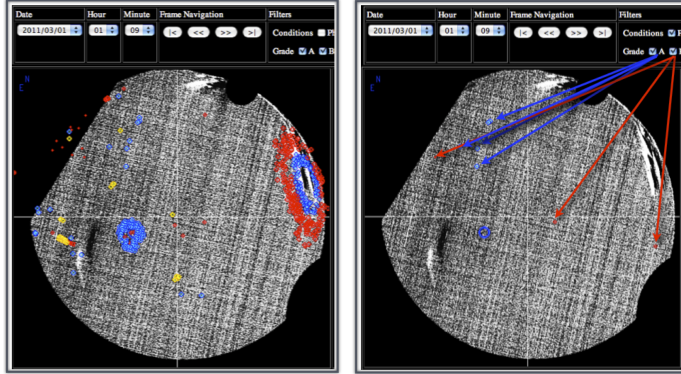 Date Hour Minute Frame Navigation Filters
2011/03/01 01 09 |< << >> >| Conditions
Grade A B
N
E
Date Hour Minute Frame Navigation Filters
2011/03/01 01 09 |< << >> >| Conditions
Grade A
N
E